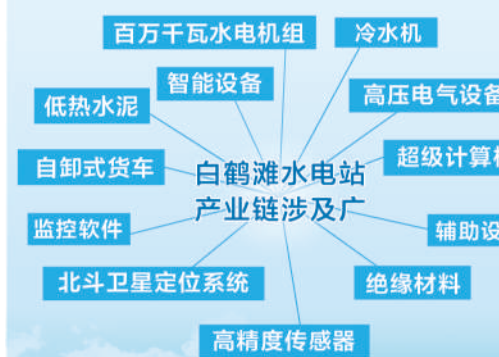 百万千瓦水电机组
冷水机
智能设备
高压电气设备
低热水泥
超级计算机
自卸式货车
白鹤滩水电站
产业链涉及广
监控软件
辅助设
北斗卫星定位系统
绝缘材料
高精度传感器